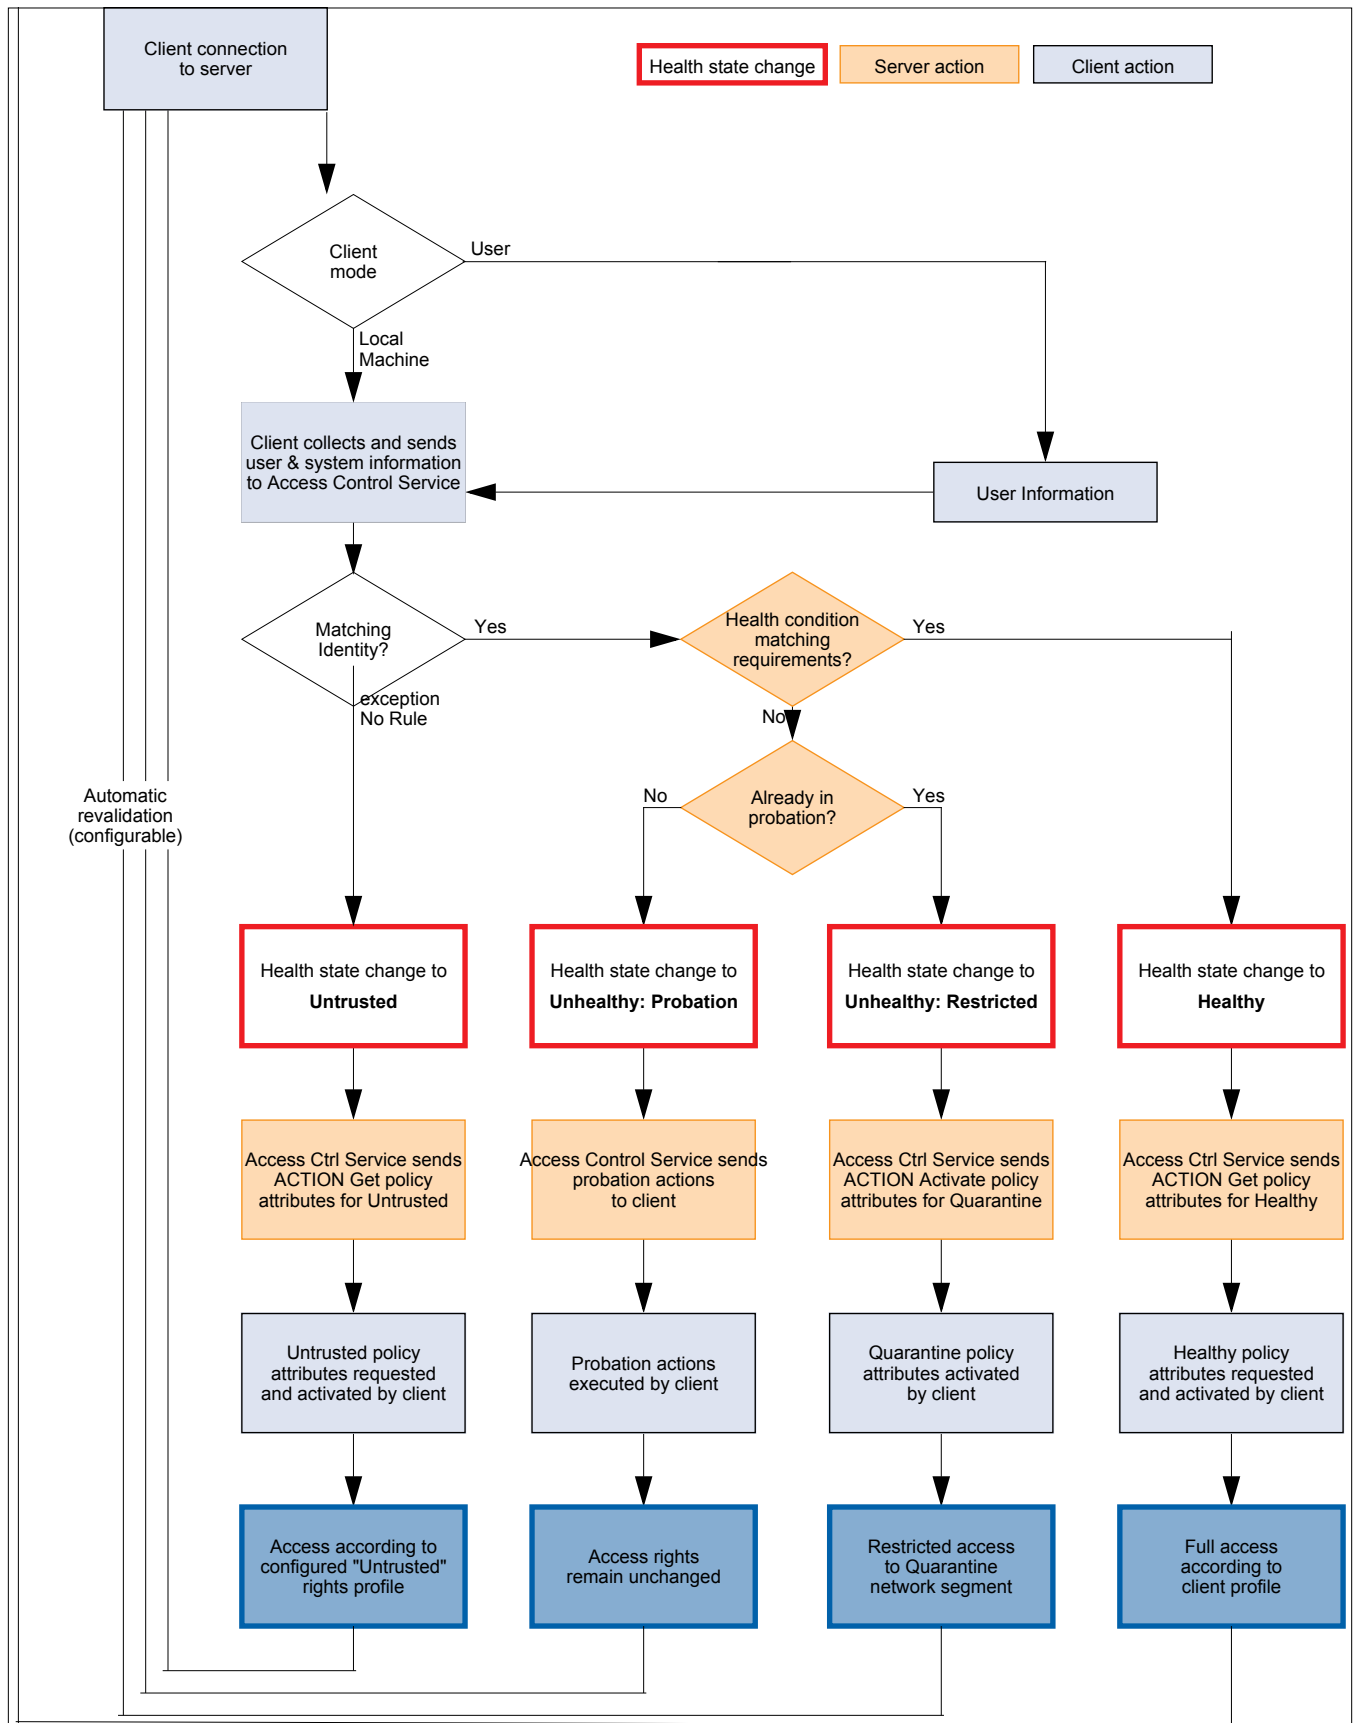 Client connection
to server
Health state change
Server action
Client action
Client
mode
User
Local
Machine
Client collects and sends
user & system information
to Access Control Service
User Information
Matching
Identity?
Yes
Health condition
matching
requirements?
Yes
exception
No Rule
No
Automatic
revalidation
(configurable)
No
Already in
probation?
Yes
Health state change to
Untrusted
Health state change to
Unhealthy: Probation
Health state change to
Unhealthy: Restricted
Health state change to
Healthy
Access Ctrl Service sends
ACTION Get policy
attributes for Untrusted
Access Control Service sends
probation actions
to client
Access Ctrl Service sends
ACTION Activate policy
attributes for Quarantine
Access Ctrl Service sends
ACTION Get policy
attributes for Healthy
Untrusted policy
attributes requested
and activated by client
Probation actions
executed by client
Quarantine policy
attributes activated
by client
Healthy policy
attributes requested
and activated by client
Access according to
configured "Untrusted"
rights profile
Access rights
remain unchanged
Restricted access
to Quarantine
network segment
Full access
according to
client profile